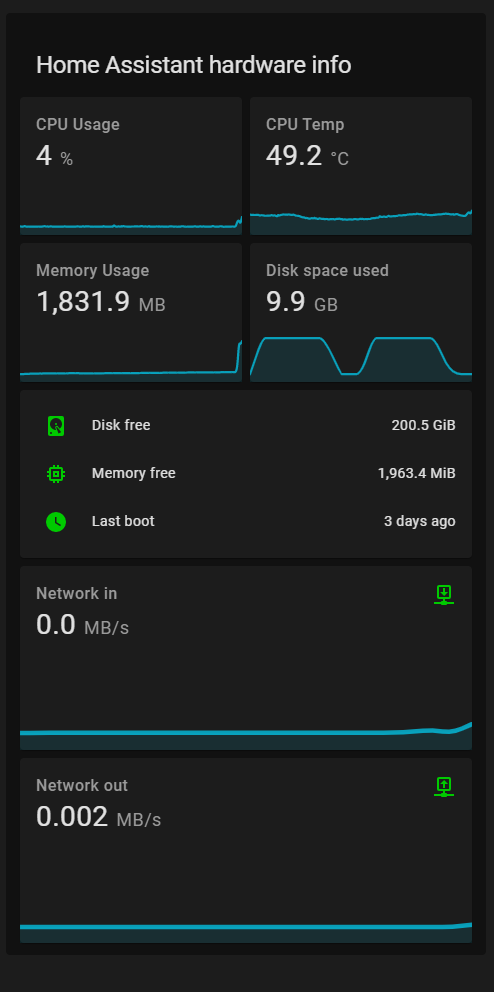 Home Assistant hardware info
CPU Usage
4 %
CPU Temp
49.2 °C
Memory Usage
1,831.9 MB
Disk space used
9.9 GB
Disk free 200.5 GiB
Memory free 1,963.4 MiB
Last boot 3 days ago
Network in
0.0 MB/s
Network out
0.002 MB/s